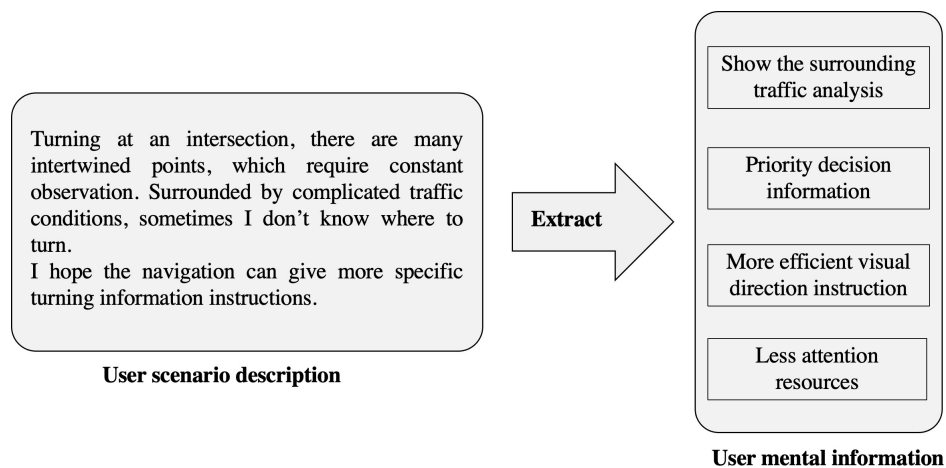 Turning at an intersection, there are many
intertwined points, which require constant
observation. Surrounded by complicated traffic
conditions, sometimes I don't know where to
turn.
I hope the navigation can give more specific
turning information instructions.
User scenario description
Extract
Show the surrounding
traffic analysis
Priority decision
information
More efficient visual
direction instruction
Less attention
resources
User mental information